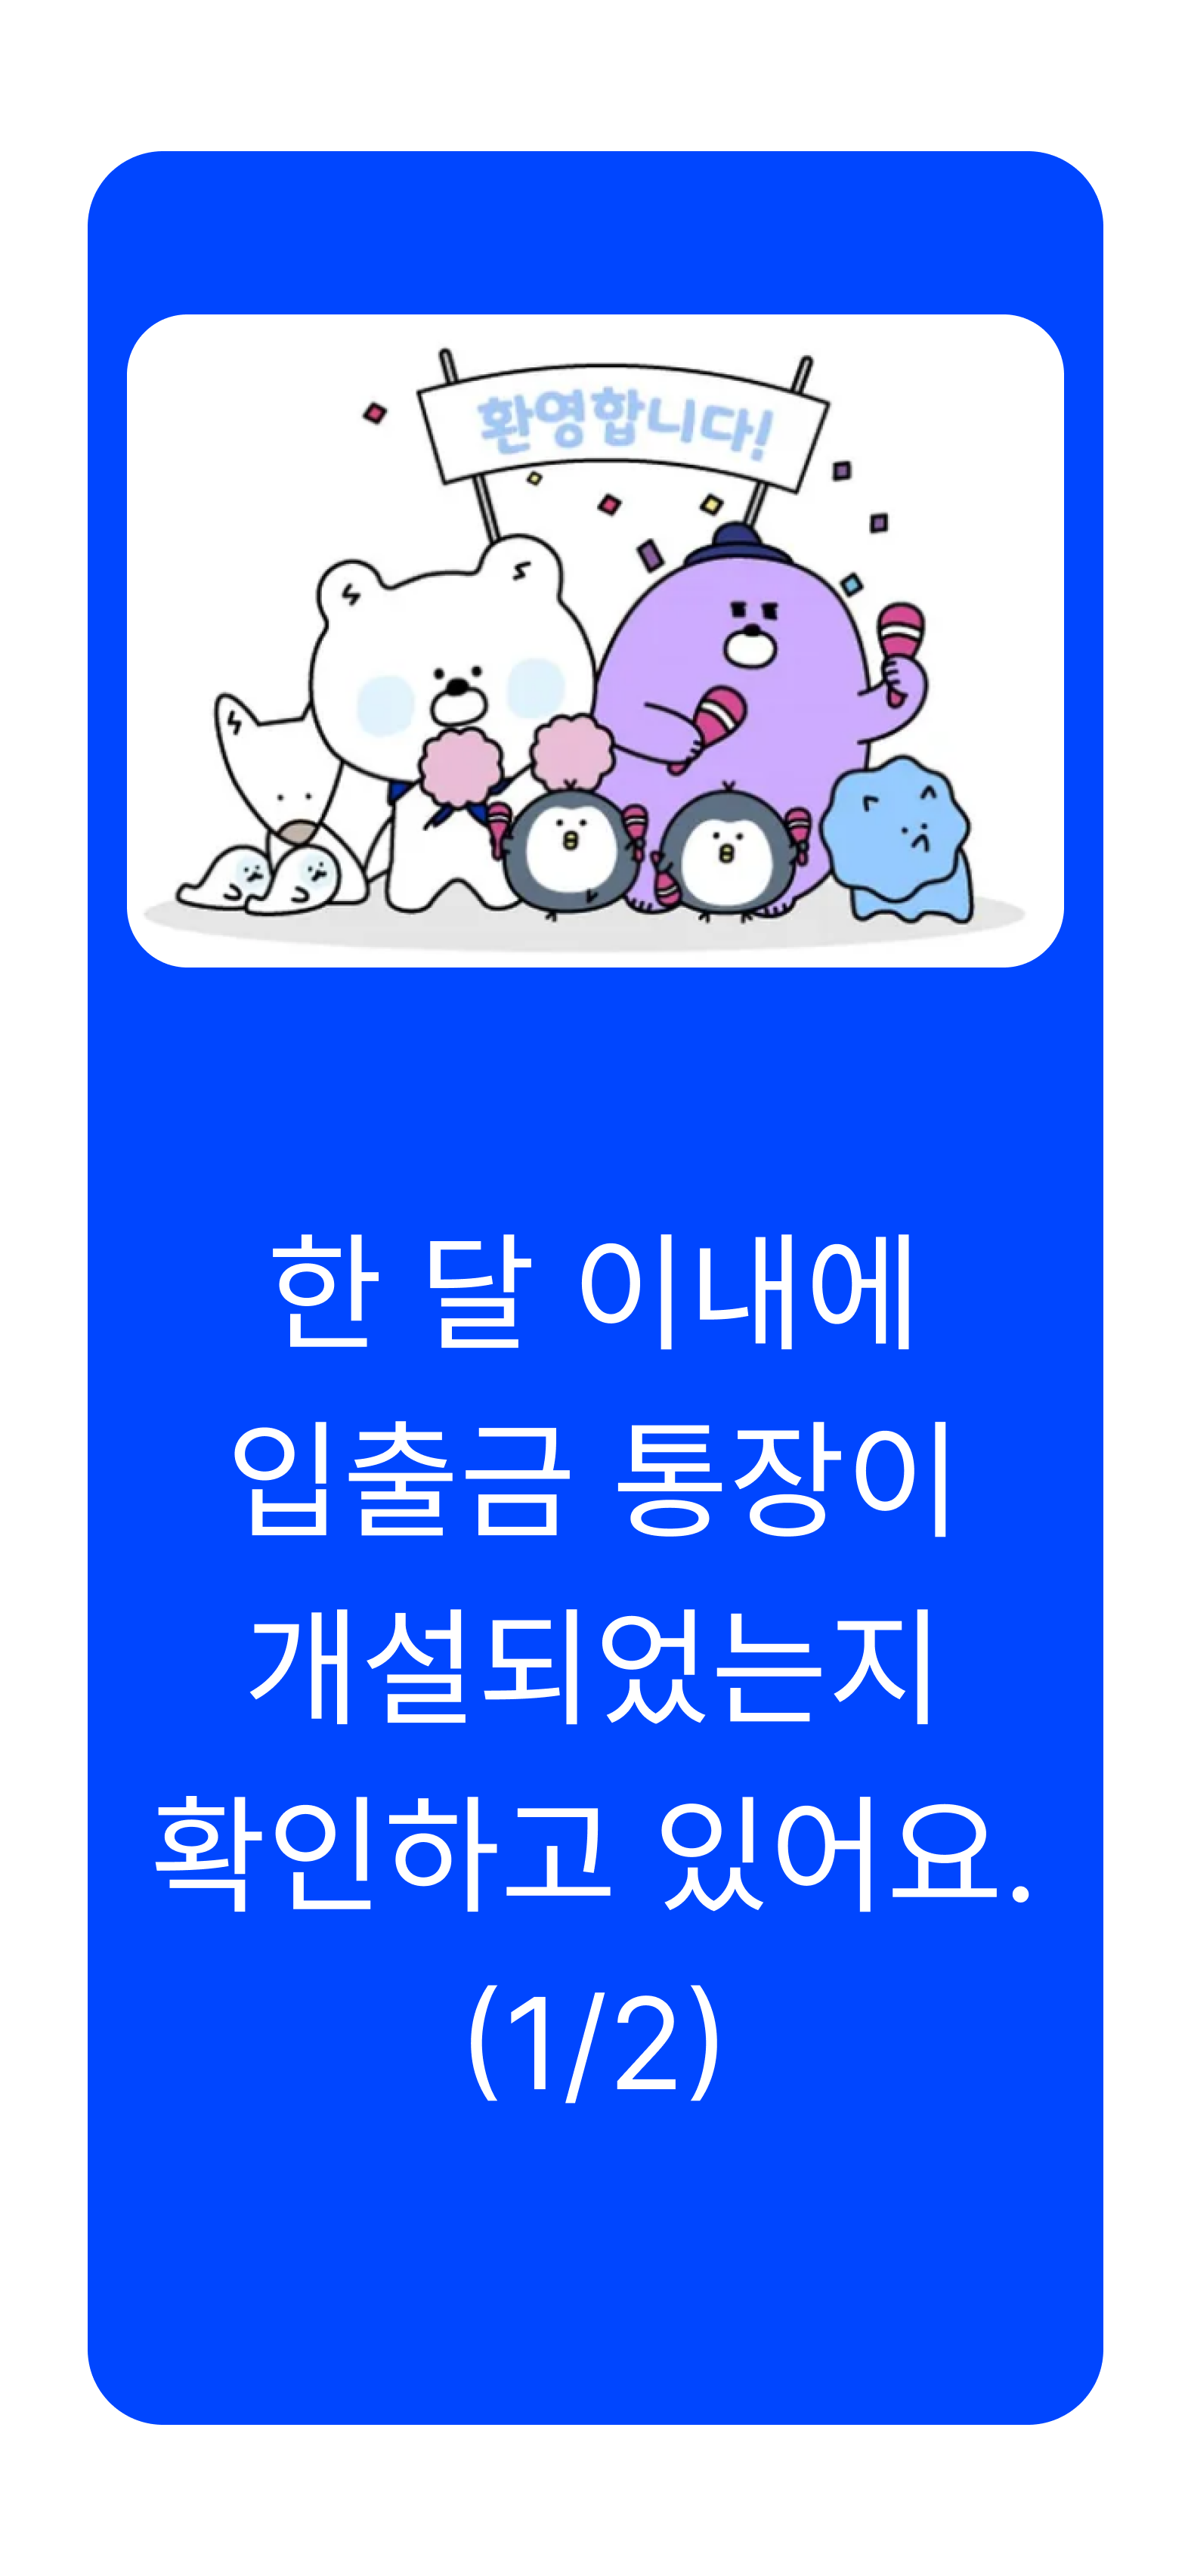 환영합니다!
한 달 이내에
입출금 통장이
개설되었는지
확인하고 있어요.
(1/2)